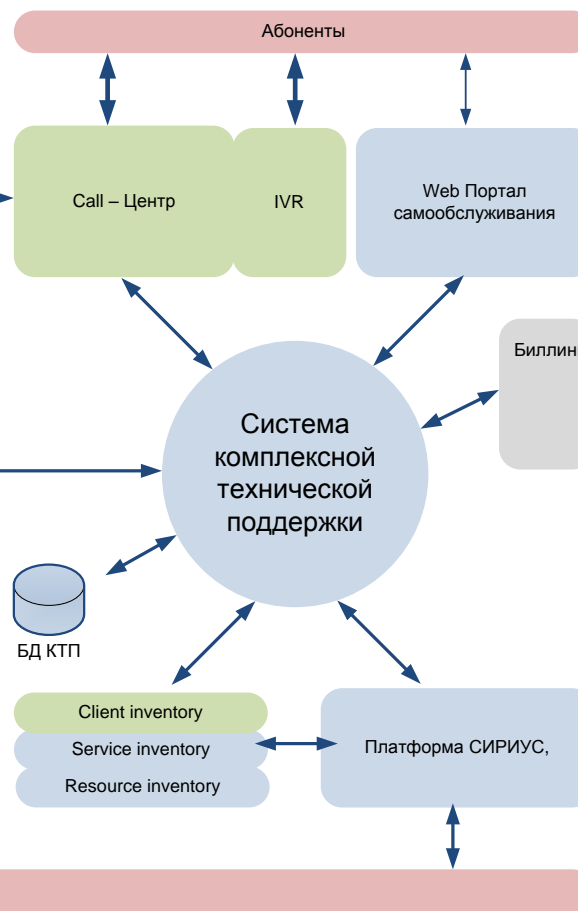 Абоненты
Call – Центр
IVR
Web Портал
самообслуживания
Биллин
Система
комплексной
технической
поддержки
БД КТП
Client inventory
Service inventory
Resource inventory
Платформа СИРИУС,